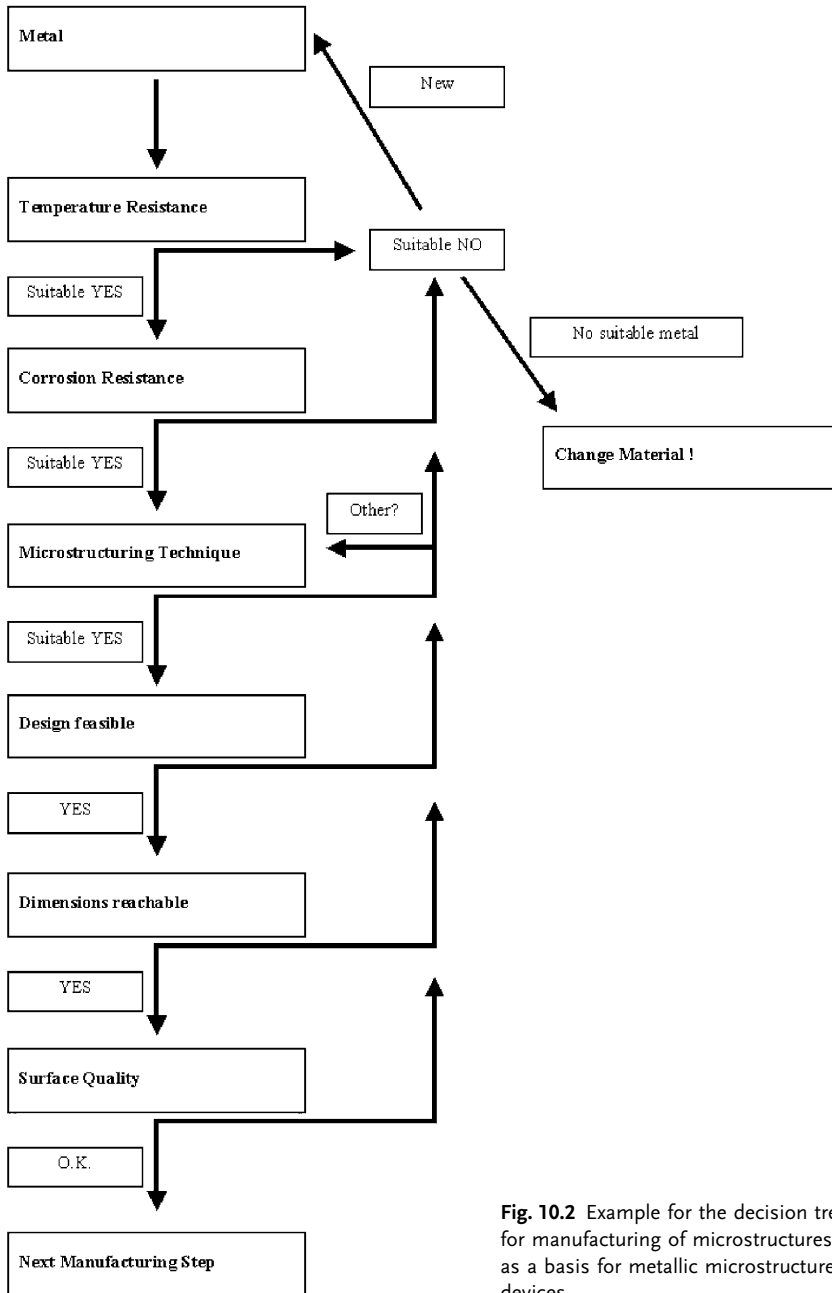 Metal
New
Temperature Resistance
Suitable NO
Suitable YES
No suitable metal
Corrosion Resistance
Change Material !
Suitable YES
Other?
Microstructuring Technique
Suitable YES
Design feasible
YES
Dimensions reachable
YES
Surface Quality
O.K.
Fig. 10.2 Example for the decision
for manufacturing of microstructures
as a basis for metallic
Next Manufacturing Step